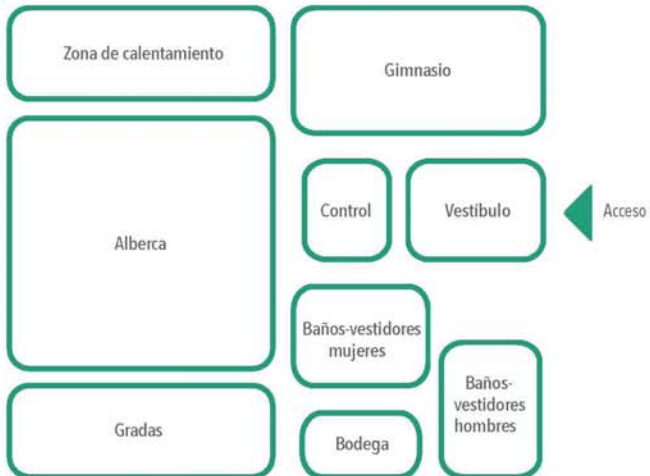 Zona de calentamiento
Gimnasio
Alberca
Control
Vestíbulo
Acceso
Baños-vestidores
mujeres
Baños-
vestidores
hombres
Gradas
Bodega